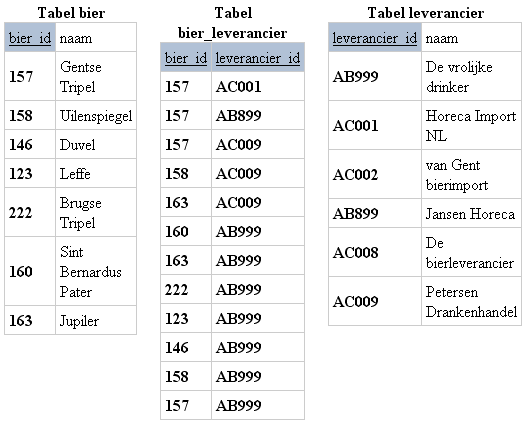 Tabel bier
bier_id naam
157 Gentse
Tripel
158 Uilenspiegel
146 Duvel
123 Leffe
222 Brugse
Tripel
160 Sint
Bernardus
Pater
163 Jupiler
Tabel
bier_leverancier
bier_id leverancier_id
157 AC001
157 AB899
157 AC009
158 AC009
163 AC009
160 AB999
163 AB999
222 AB999
123 AB999
146 AB999
158 AB999
157 AB999
Tabel leverancier
leverancier_id naam
AB999 De vrolijke
drinker
AC001 Horeca Import
NL
AC002 van Gent
bierimport
AB899 Jansen Horeca
AC008 De
bierleverancier
AC009 Petersen
Drankenhandel